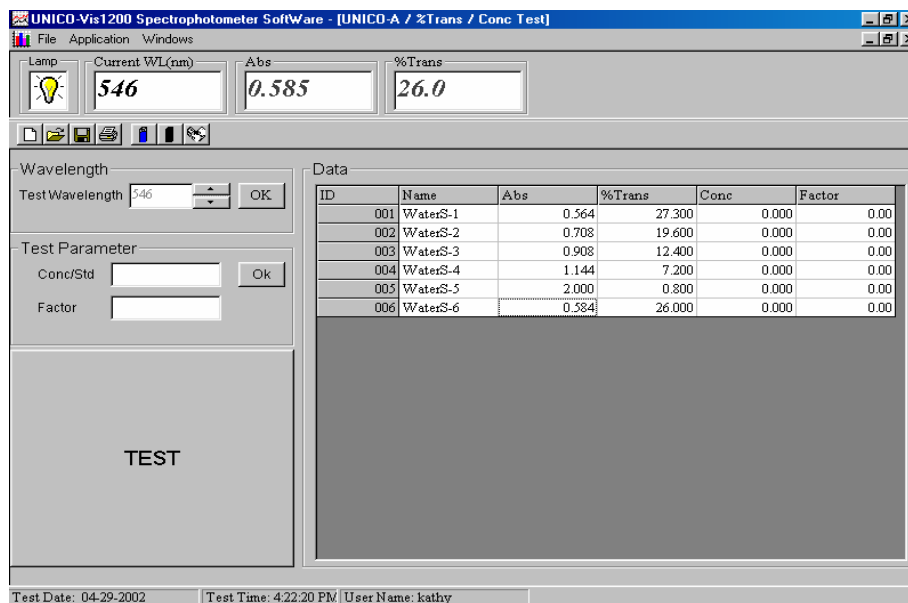 UNICO-Vis1200 Spectrophotometer SoftWare - [UNICO-A / %Trans / Conc Test]
File Application Windows
Lamp Current WL(nm) Abs %Trans
546 0.585 26.0
Wavelength
Test Wavelength 546 OK
Test Parameter
Conc/Std Ok
Factor
TEST
Data
ID Name Abs %Trans Conc Factor
001 WaterS-1 0.564 27.300 0.000 0.00
002 WaterS-2 0.708 19.600 0.000 0.00
003 WaterS-3 0.908 12.400 0.000 0.00
004 WaterS-4 1.144 7.200 0.000 0.00
005 WaterS-5 2.000 0.800 0.000 0.00
006 WaterS-6 0.584 26.000 0.000 0.00
Test Date: 04-29-2002 Test Time: 4:22:20 PM User Name: kathy